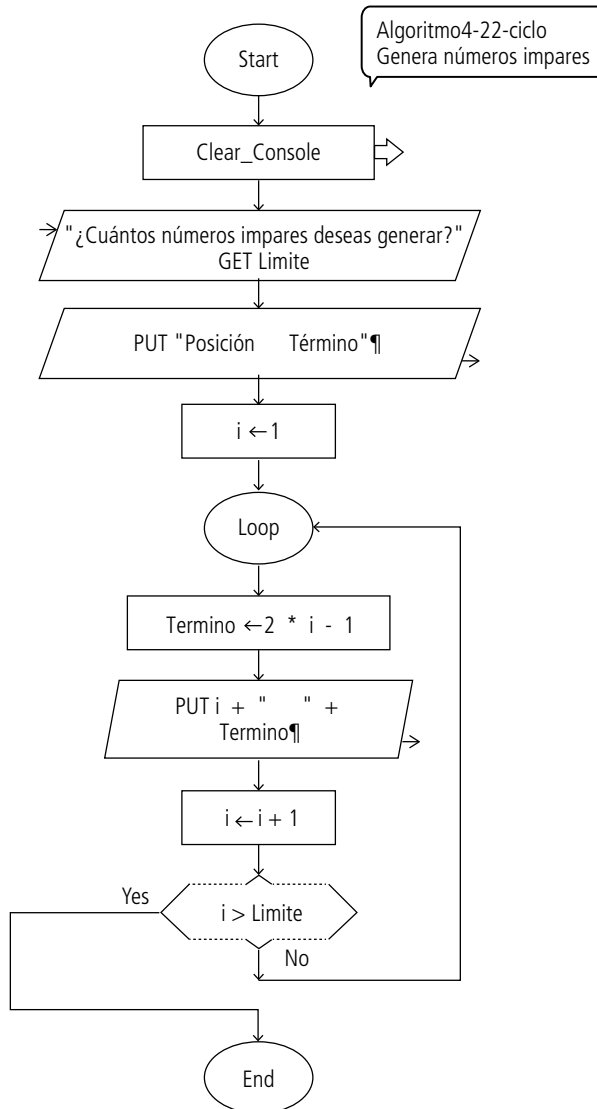 Algoritmo4-22-ciclo
Genera números impares
Start
Clear_Console
"¿Cuántos números impares deseas generar?"
GET Limite
PUT "Posición Término"¶
i ←1
Loop
Termino ←2 * i - 1
PUT i + " " +
Termino¶
i ← i + 1
Yes
i > Limite
No
End